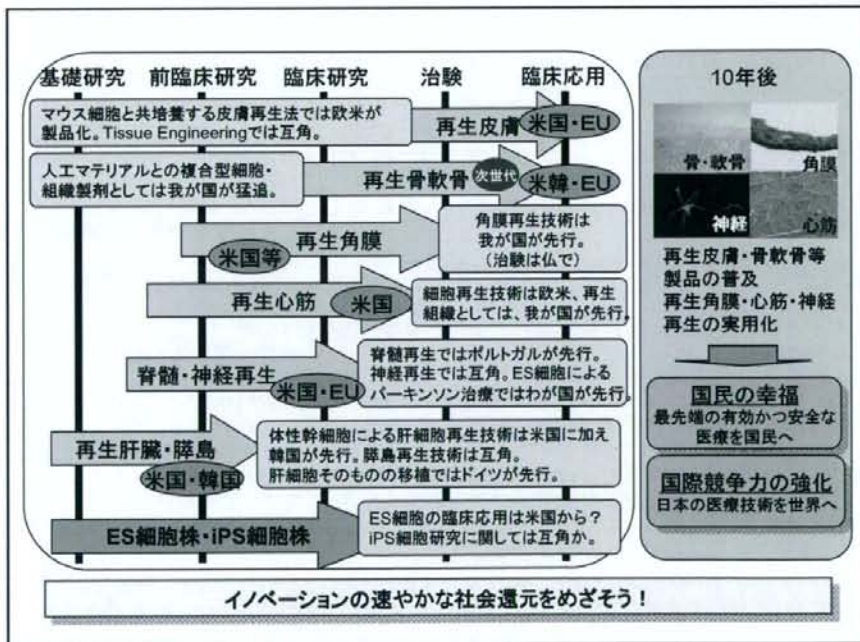 基礎研究 前臨床研究 臨床研究 治験 臨床応用
マウス細胞と共培養する皮膚再生法では欧米が
製品化。Tissue Engineeringでは互角。
再生皮膚
米国・EU
人工マテリアルとの複合型細胞・
組織製剤としては我が国が猛追。
再生骨軟骨
次世代
米韓・EU
再生角膜
米国等
角膜再生技術は
我が国が先行。
(治験は仏で)
再生心筋
米国
細胞再生技術は欧米、再生
組織としては、我が国が先行。
脊髄・神経再生
米国・EU
脊髄再生ではポルトガルが先行。
神経再生では互角。ES細胞による
パーキンソン治療ではわが国が先行。
再生肝臓・膵島
米国・韓国
体性幹細胞による肝細胞再生技術は米国に加え
韓国が先行。膵島再生技術は互角。
肝細胞そのものの移植ではドイツが先行。
ES細胞株・iPS細胞株
ES細胞の臨床応用は米国から？
iPS細胞研究に関しては互角か。
10年後
骨・軟骨
角膜
神経
心筋
再生皮膚・骨軟骨等
製品の普及
再生角膜・心筋・神経
再生の実用化
国民の幸福
最先端の有効かつ安全な
医療を国民へ
国際競争力の強化
日本の医療技術を世界へ
イノベーションの速やかな社会還元をめざそう！